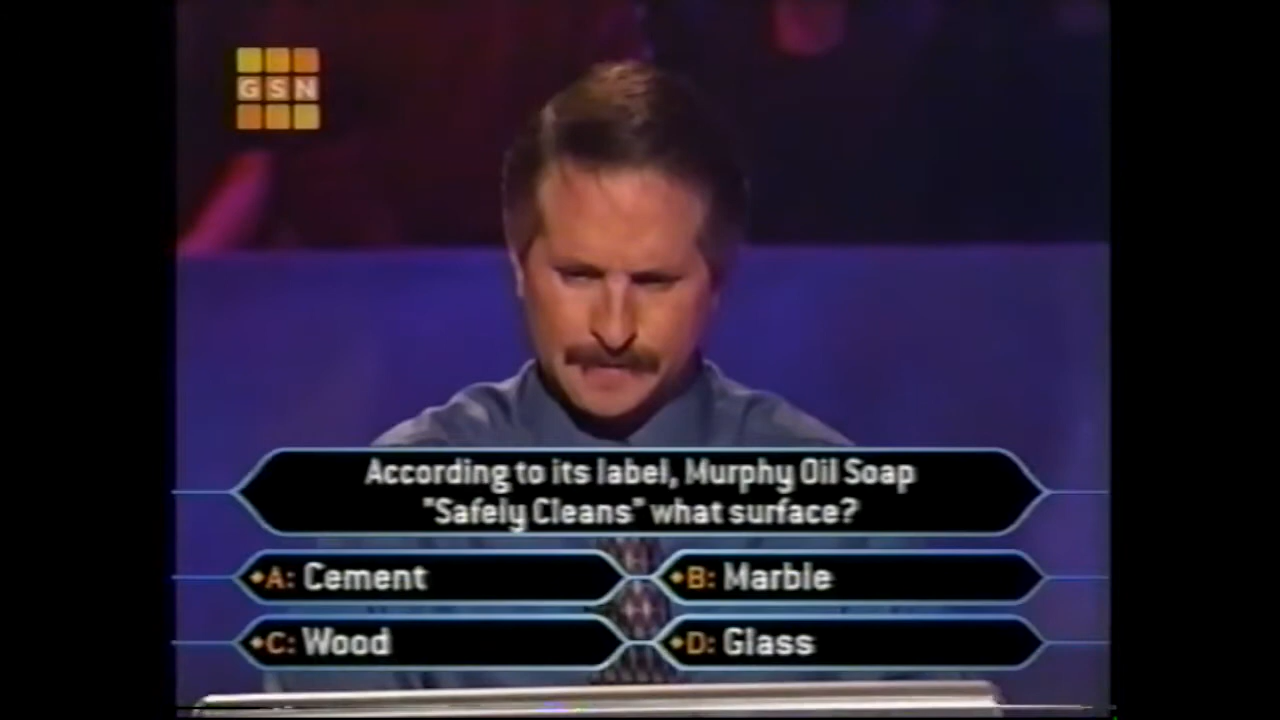 GSN
According to its label, Murphy Oil Soap
"Safely Cleans" what surface?
A: Cement
B: Marble
C: Wood
D: Glass